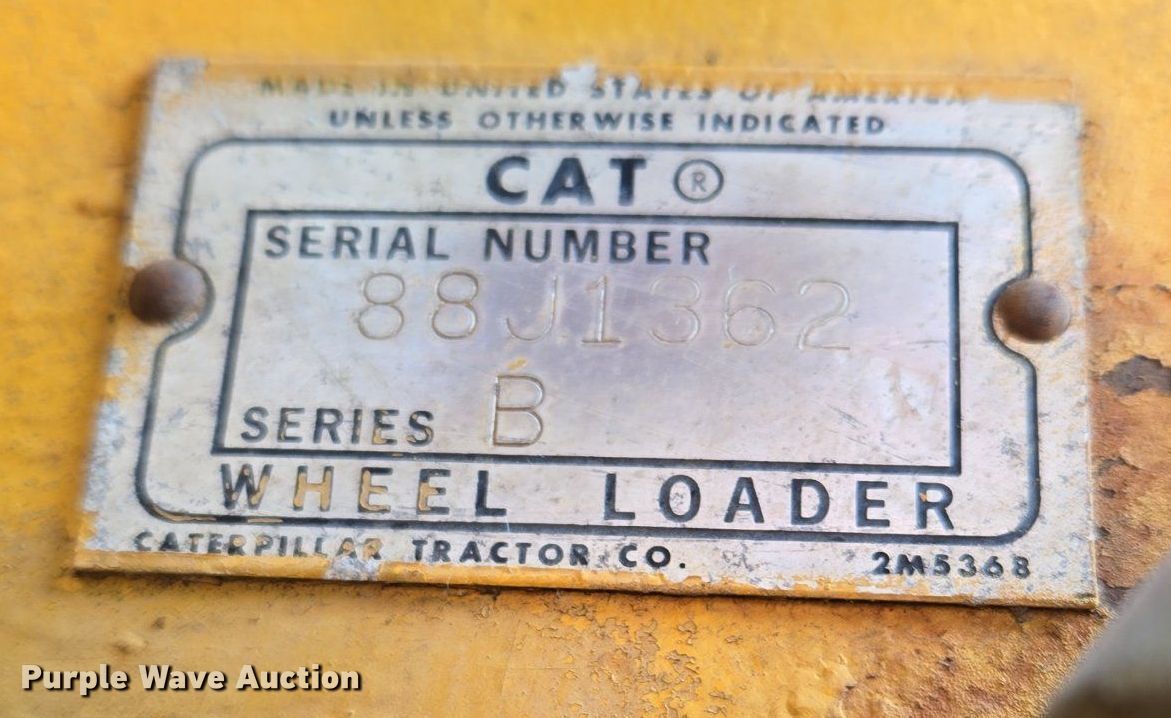 MADE IN UNITED STATES OF AMERICA
UNLESS OTHERWISE INDICATED
CAT ®
SERIAL NUMBER
88J1362
SERIES B
WHEEL LOADER
CATERPILLAR TRACTOR CO. 2M5368
Purple Wave Auction